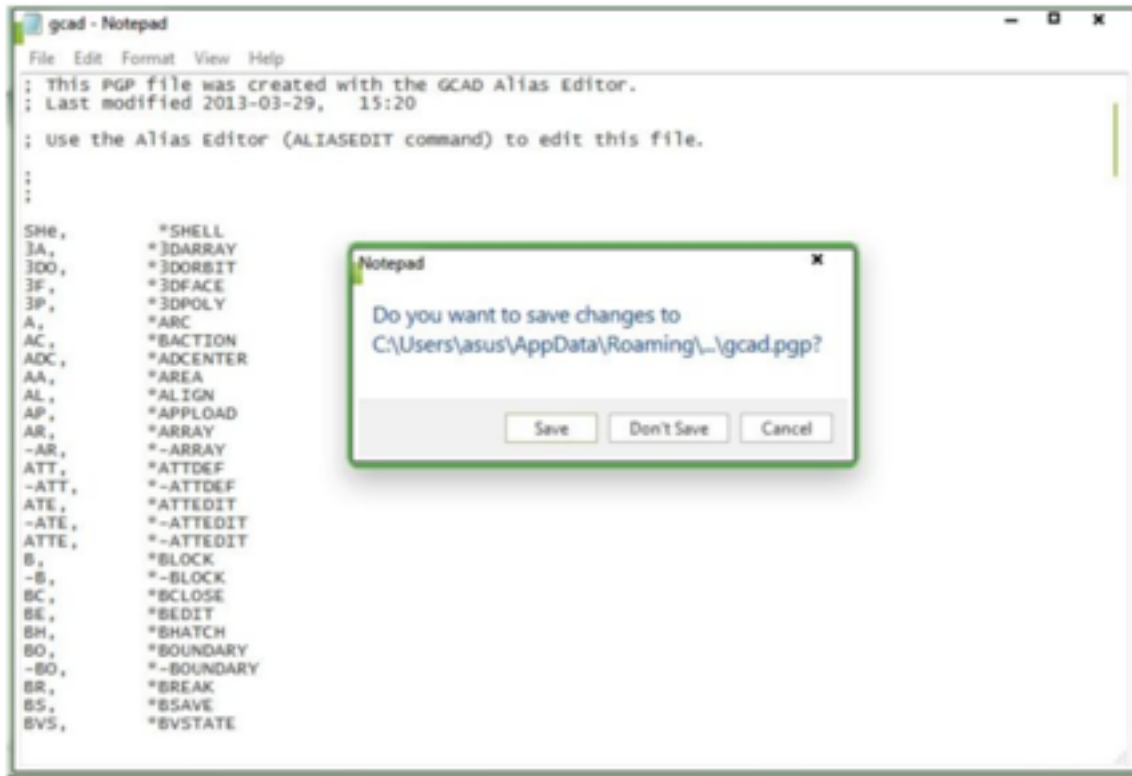 gcad - Notepad
File Edit Format View Help
; This PGP file was created with the GCAD Alias Editor.
; Last modified 2013-03-29, 15:20
; Use the Alias Editor (ALIASEDIT command) to edit this file.
;
;
SHe, *SHELL
3A, *3DARRAY
3DO, *3DORBIT
3F, *3DFACE
3P, *3DPOLY
A, *ARC
AC, *BACTION
ADC, *ADCENTER
AA, *AREA
AL, *ALIGN
AP, *APPLOAD
AR, *ARRAY
-AR, *-ARRAY
ATT, *ATTDEF
-ATT, *-ATTDEF
ATE, *ATTEDIT
-ATE, *-ATTEDIT
ATTE, *-ATTEDIT
B, *BLOCK
-B, *-BLOCK
BC, *BCLOSE
BE, *BEDIT
BH, *BHATCH
BO, *BOUNDARY
-BO, *-BOUNDARY
BR, *BREAK
BS, *BSAVE
BVS, *BVSTATE
Notepad
Do you want to save changes to
C:\Users\asus\AppData\Roaming\...\gcad.pgp?
Save Don't Save Cancel